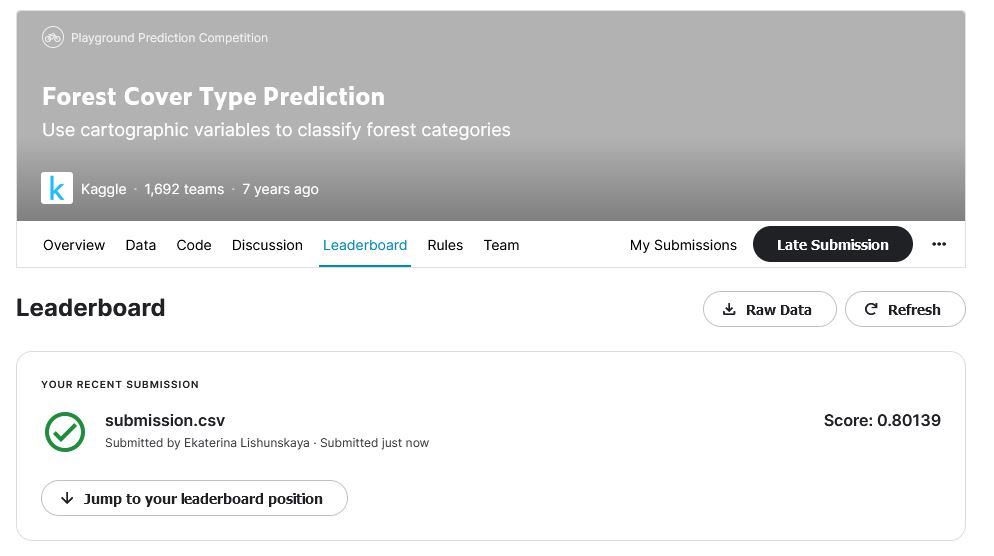 Playground Prediction Competition
Forest Cover Type Prediction
Use cartographic variables to classify forest categories
k Kaggle · 1,692 teams · 7 years ago
Overview Data Code Discussion Leaderboard Rules Team My Submissions Late Submission •••
Leaderboard Raw Data Refresh
YOUR RECENT SUBMISSION
submission.csv Score: 0.80139
Submitted by Ekaterina Lishunskaya · Submitted just now
Jump to your leaderboard position